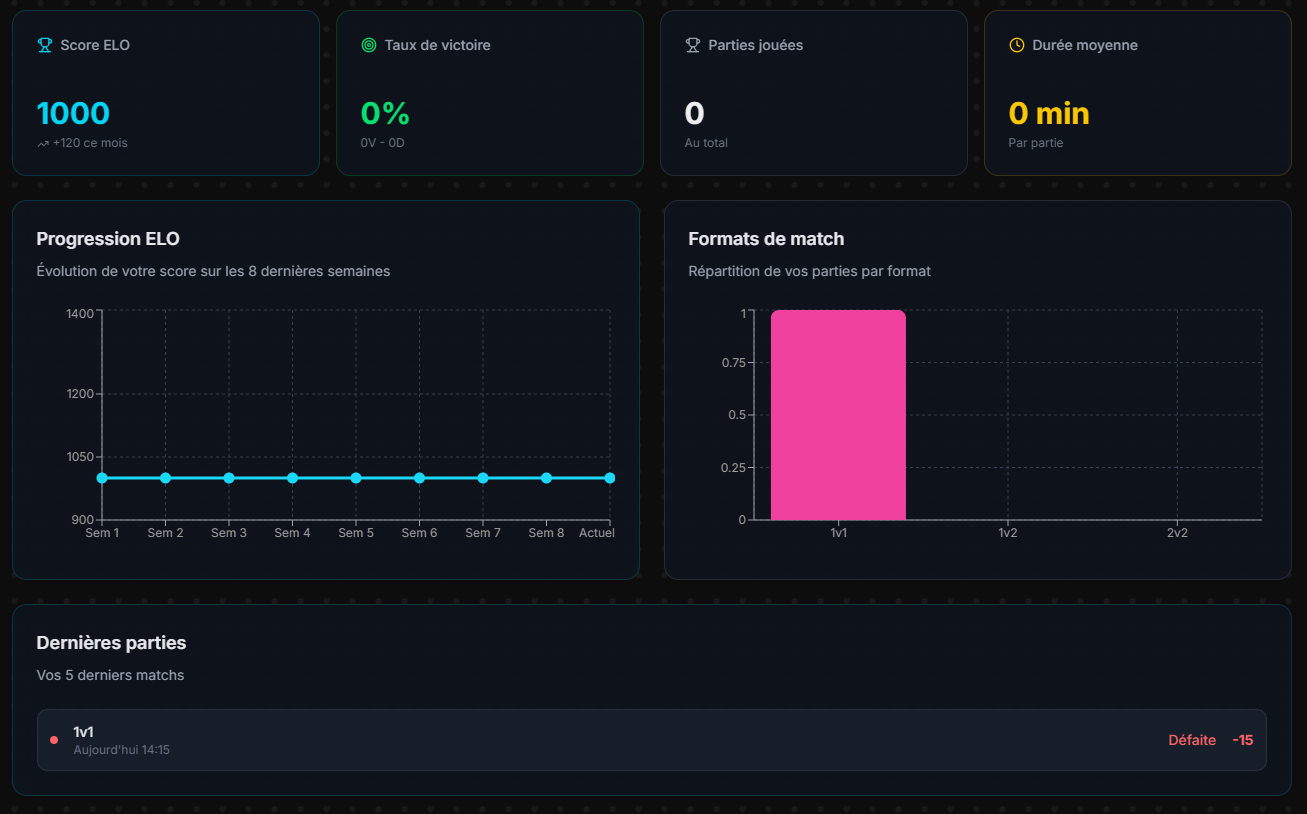 Score ELO
1000
+120 ce mois
Taux de victoire
0%
0V - 0D
Parties jouées
0
Au total
Durée moyenne
0 min
Par partie
Progression ELO
Évolution de votre score sur les 8 dernières semaines
1400
1200
1050
900
Sem 1 Sem 2 Sem 3 Sem 4 Sem 5 Sem 6 Sem 7 Sem 8 Actuel
Formats de match
Répartition de vos parties par format
1
0.75
0.5
0.25
0
1v1 1v2 2v2
Dernières parties
Vos 5 derniers matchs
1v1
Aujourd'hui 14:15
Défaite -15